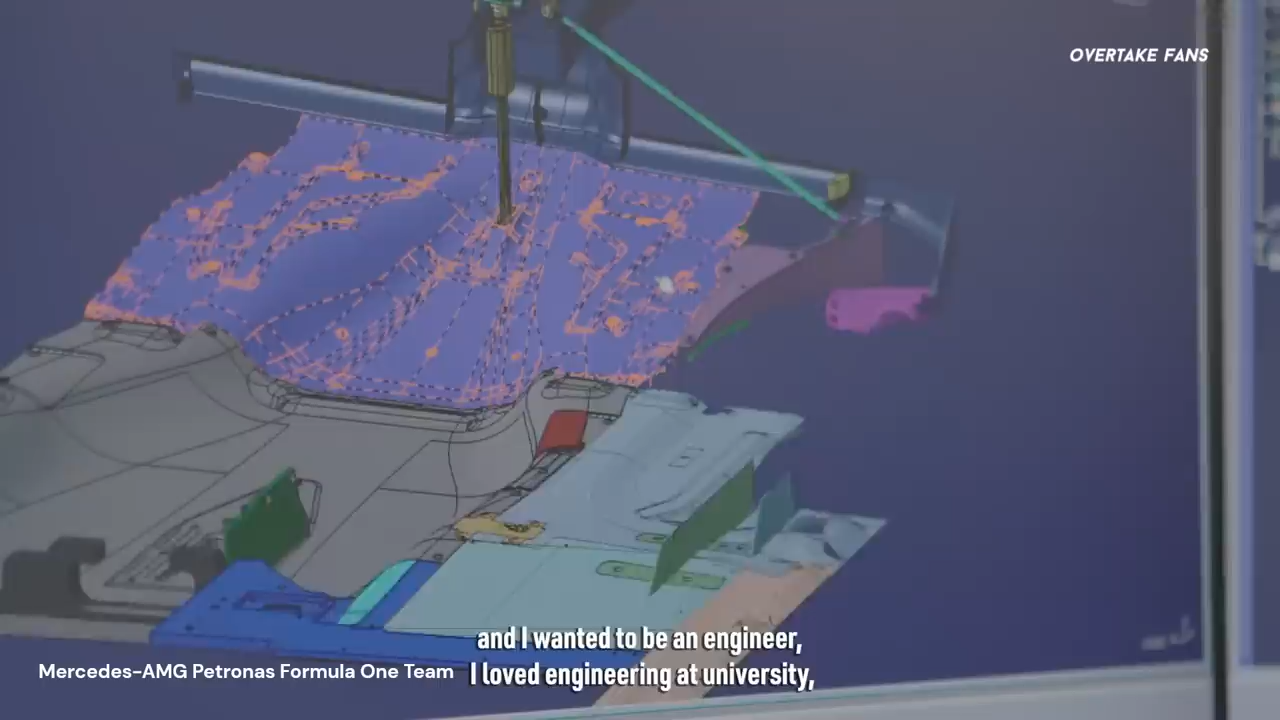 OVERTAKE FANS
and I wanted to be an engineer,
Mercedes-AMG Petronas Formula One Team
I loved engineering at university,